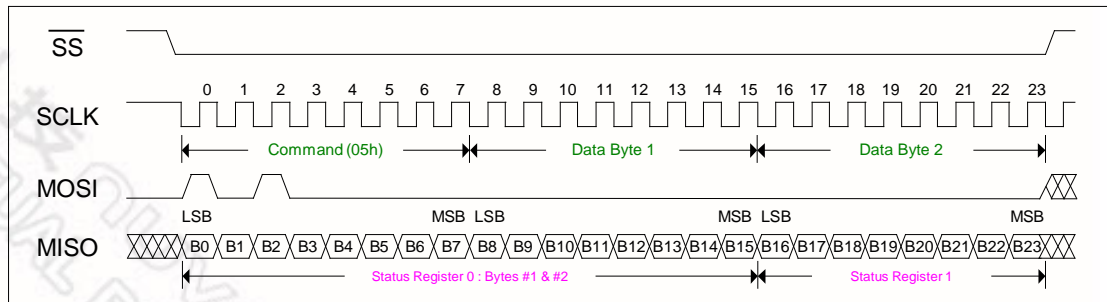 SS
0 1 2 3 4 5 6 7 8 9 10 11 12 13 14 15 16 17 18 19 20 21 22 23
SCLK
Command (05h) Data Byte 1 Data Byte 2
MOSI
LSB MSB LSB MSB LSB MSB
MISO B0 B1 B2 B3 B4 B5 B6 B7 B8 B9 B10 B11 B12 B13 B14 B15 B16 B17 B18 B19 B20 B21 B22 B23
Status Register 0 : Bytes #1 & #2 Status Register 1